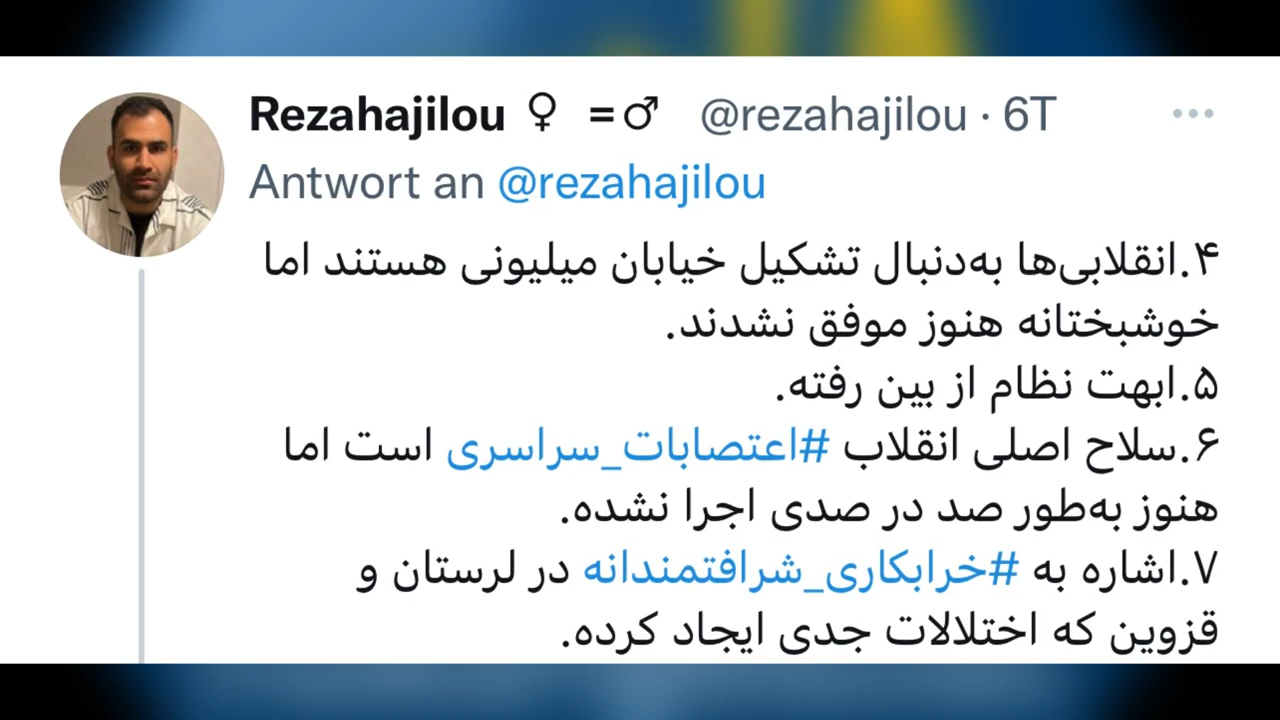 Rezahajilou ♀ =♂ @rezahajilou · 6T
Antwort an @rezahajilou
۴.انقلابی‌ها به‌دنبال تشکیل خیابان میلیونی هستند اما
خوشبختانه هنوز موفق نشدند.
۵.ابهت نظام از بین رفته.
۶.سلاح اصلی انقلاب #اعتصابات_سراسری است اما
هنوز به‌طور صد در صدی اجرا نشده.
۷.اشاره به #خرابکاری_شرافتمندانه در لرستان و
قزوین که اختلالات جدی ایجاد کرده.